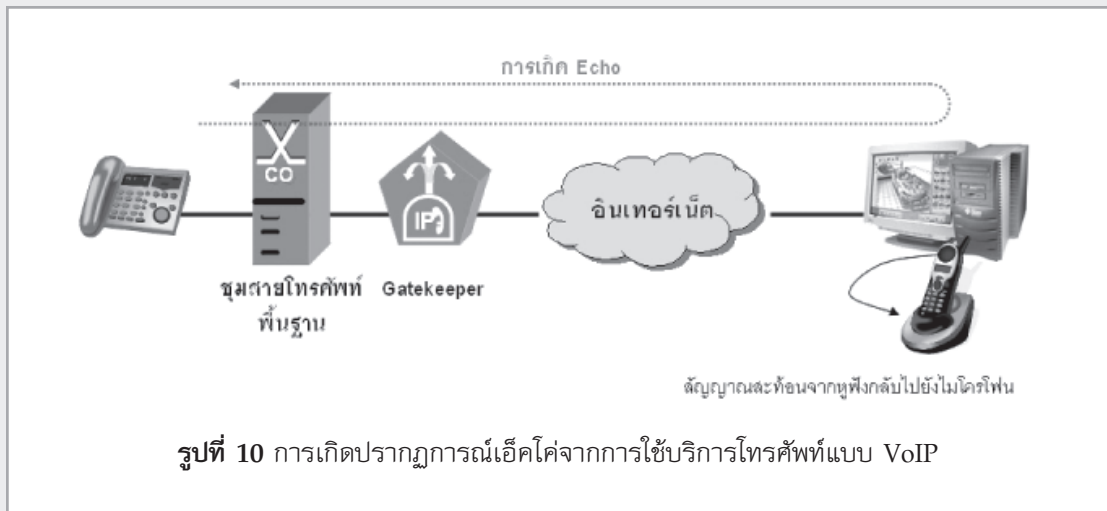 การเกิด Echo
CO
IP
อินเทอร์เน็ต
ชุมสายโทรศัพท์
พื้นฐาน
Gatekeeper
สัญญาณสะท้อนจากหูฟังกลับไปยังไมโครโฟน
รูปที่ 10 การเกิดปรากฏการณ์เอ็คโค่จากการใช้บริการโทรศัพท์แบบ VoIP